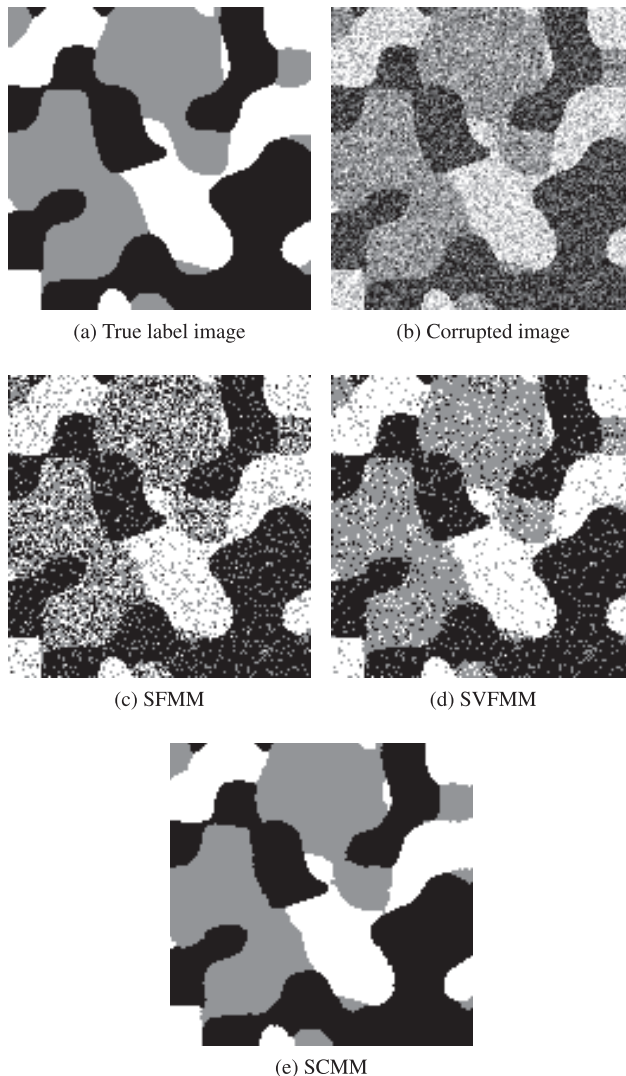 (a) True label image
(b) Corrupted image
(c) SFMM
(d) SVFMM
(e) SCMM